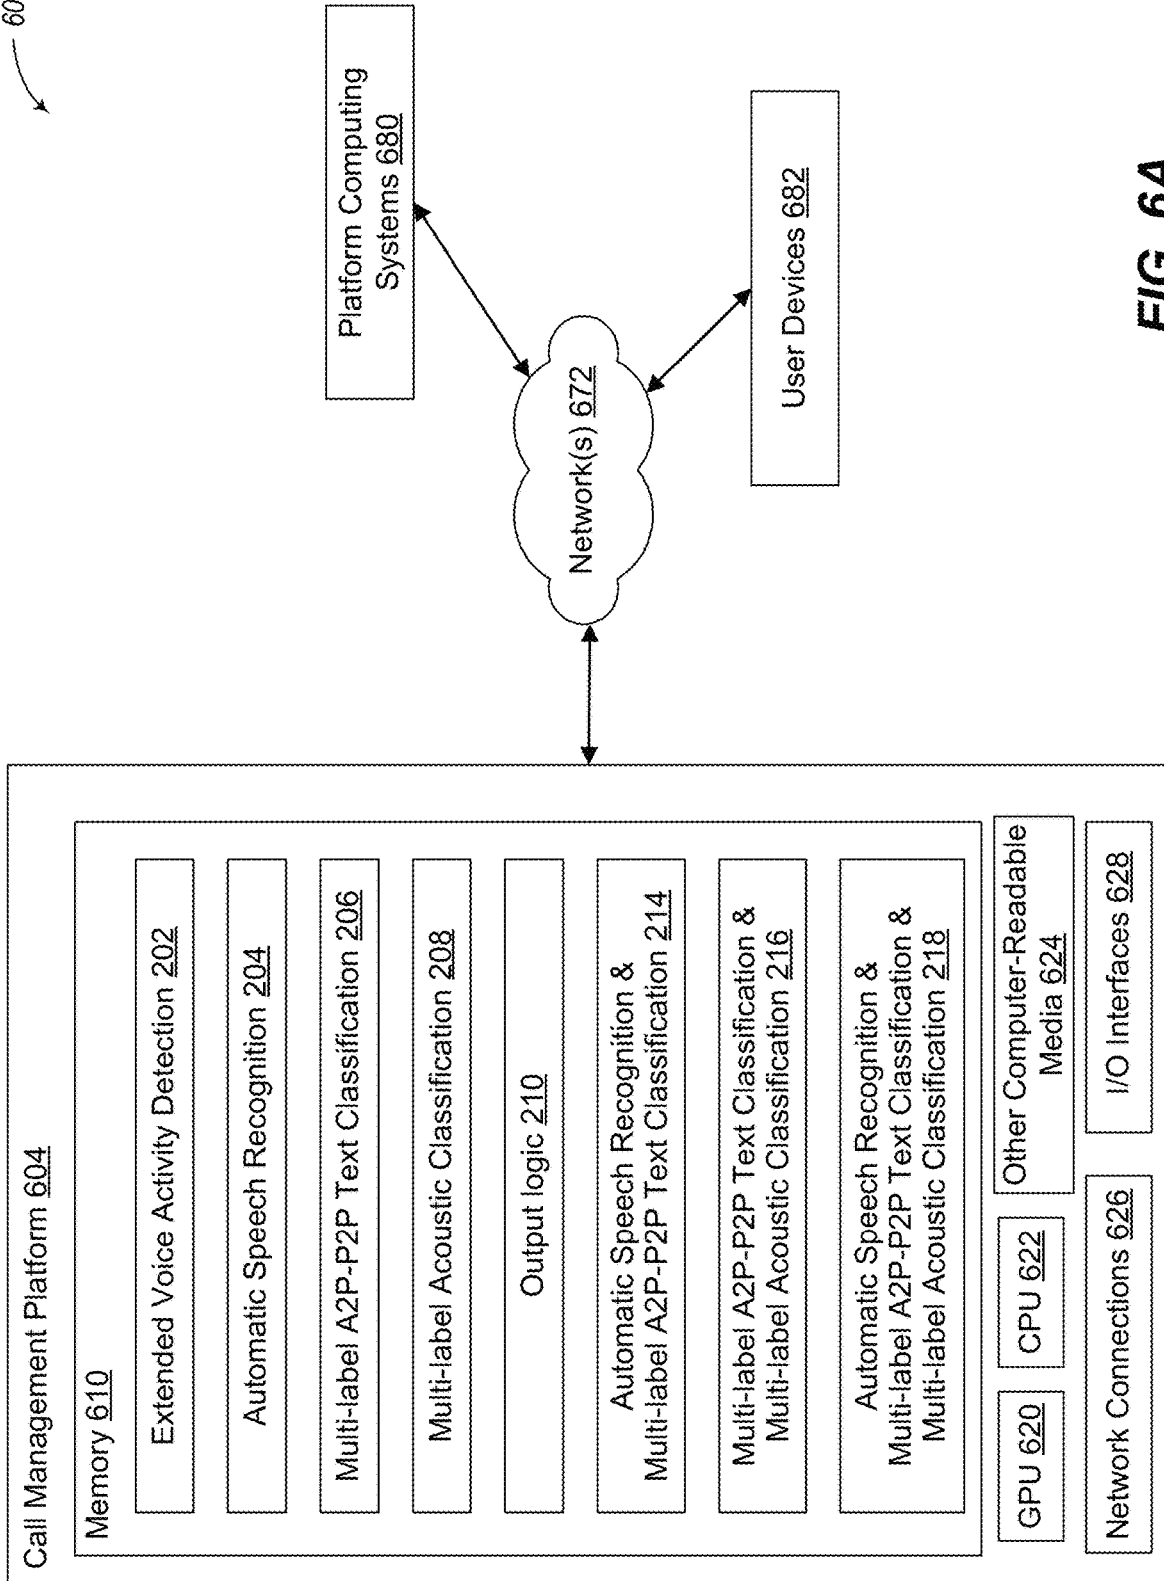 Call Management Platform 604
Memory 610
Extended Voice Activity Detection 202
Automatic Speech Recognition 204
Multi-label A2P-P2P Text Classification 206
Multi-label Acoustic Classification 208
Output logic 210
Automatic Speech Recognition &
Multi-label A2P-P2P Text Classification 214
Multi-label A2P-P2P Text Classification &
Multi-label Acoustic Classification 216
Automatic Speech Recognition &
Multi-label A2P-P2P Text Classification &
Multi-label Acoustic Classification 218
GPU 620
CPU 622
Other Computer-Readable
Media 624
Network Connections 626
I/O Interfaces 628
Network(s) 672
Platform Computing
Systems 680
User Devices 682
FIG. 6A